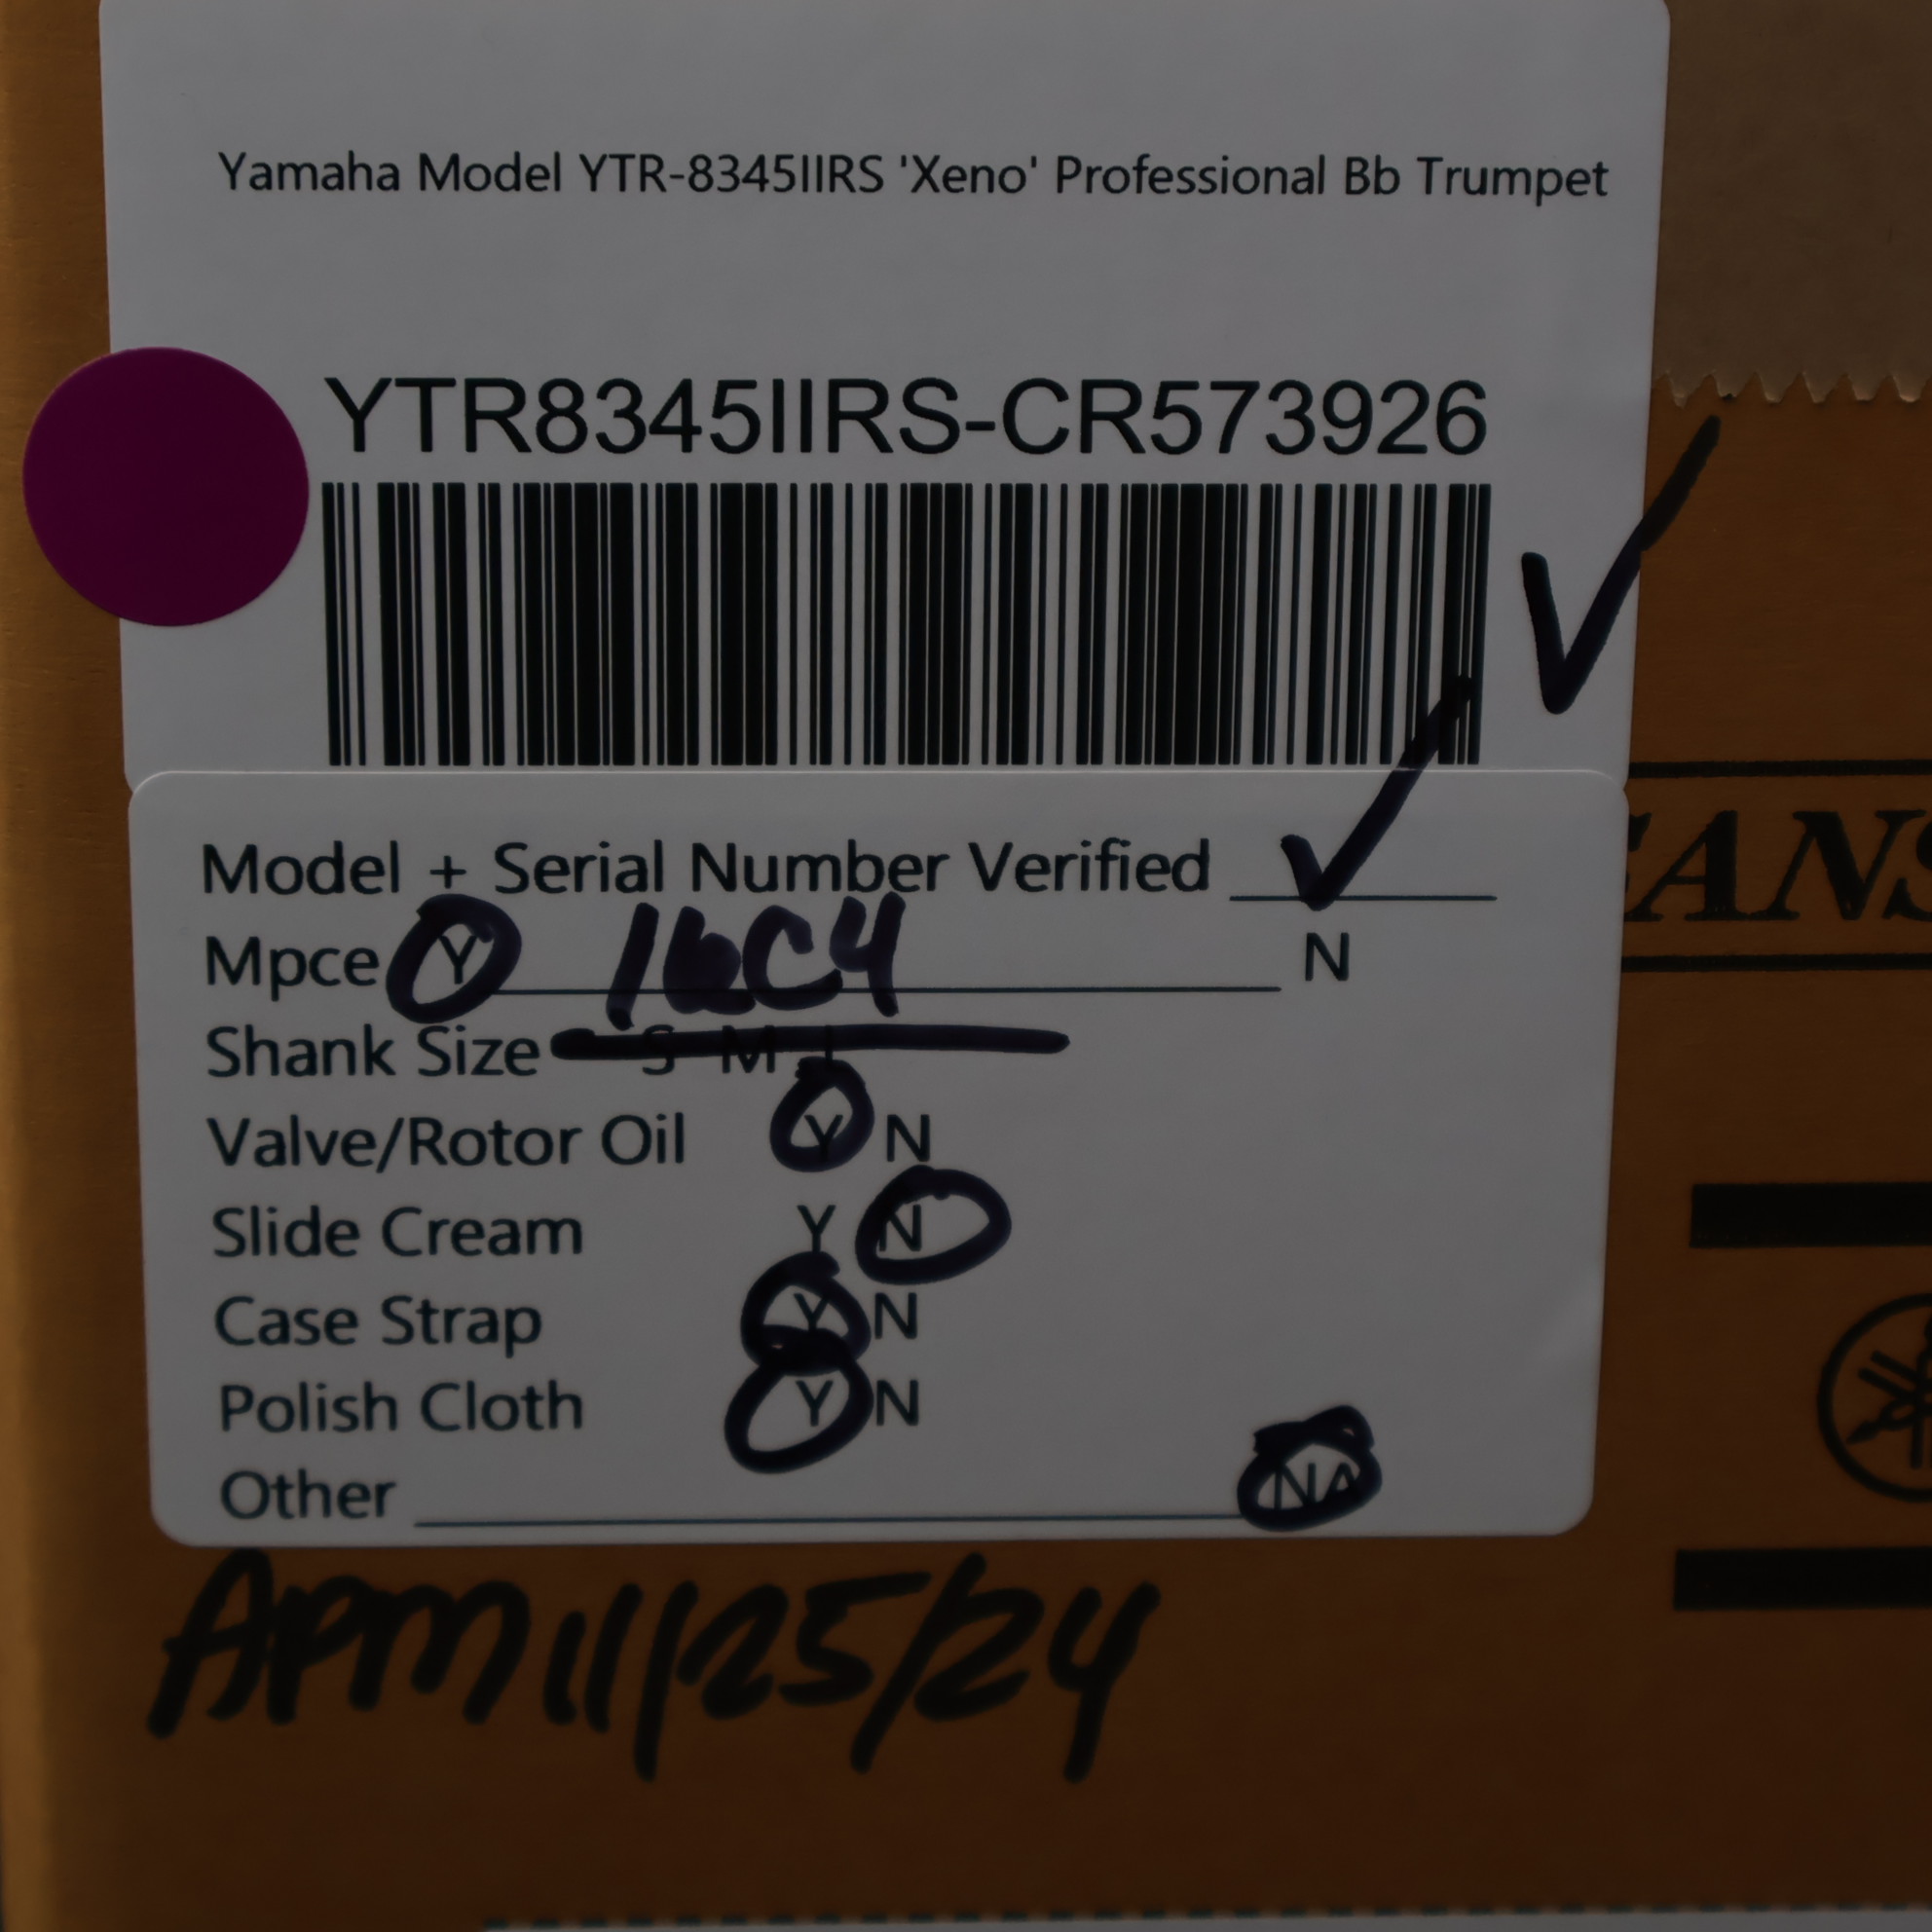 Yamaha Model YTR-8345IIRS 'Xeno' Professional Bb Trumpet
YTR8345IIRS-CR573926
Model + Serial Number Verified ✓
Mpce Y 16C4 N
Shank Size S M L
Valve/Rotor Oil Y N
Slide Cream Y N
Case Strap Y N
Polish Cloth Y N
Other NA
APM 11/25/24